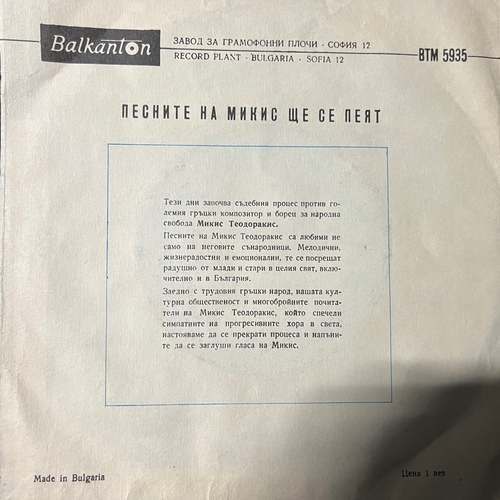 Balkanton
ЗАВОД ЗА ГРАМОФОННИ ПЛОЧИ · СОФИЯ 12
RECORD PLANT · BULGARIA · SOFIA 12
ВТМ 5935
ПЕСНИТЕ НА МИКИС ЩЕ СЕ ПЕЯТ
Тези дни започва съдебния процес против го-
лемия гръцки композитор и борец за народна
свобода Микис Теодоракис.
Песните на Микис Теодоракис са любими не
само на неговите сънародници. Мелодични,
жизнерадостни и емоционални, те се посрещат
радушно от млади и стари в целия свят, вклю-
чително и в България.
Заедно с трудовия гръцки народ, нашата кул-
турна общественост и многобройните почита-
тели на Микис Теодоракис, който спечели
симпатиите на прогресивните хора в света,
настояваме да се прекрати процеса и напъни-
те да се заглуши гласа на Микис.
Made in Bulgaria
Цена 1 лев